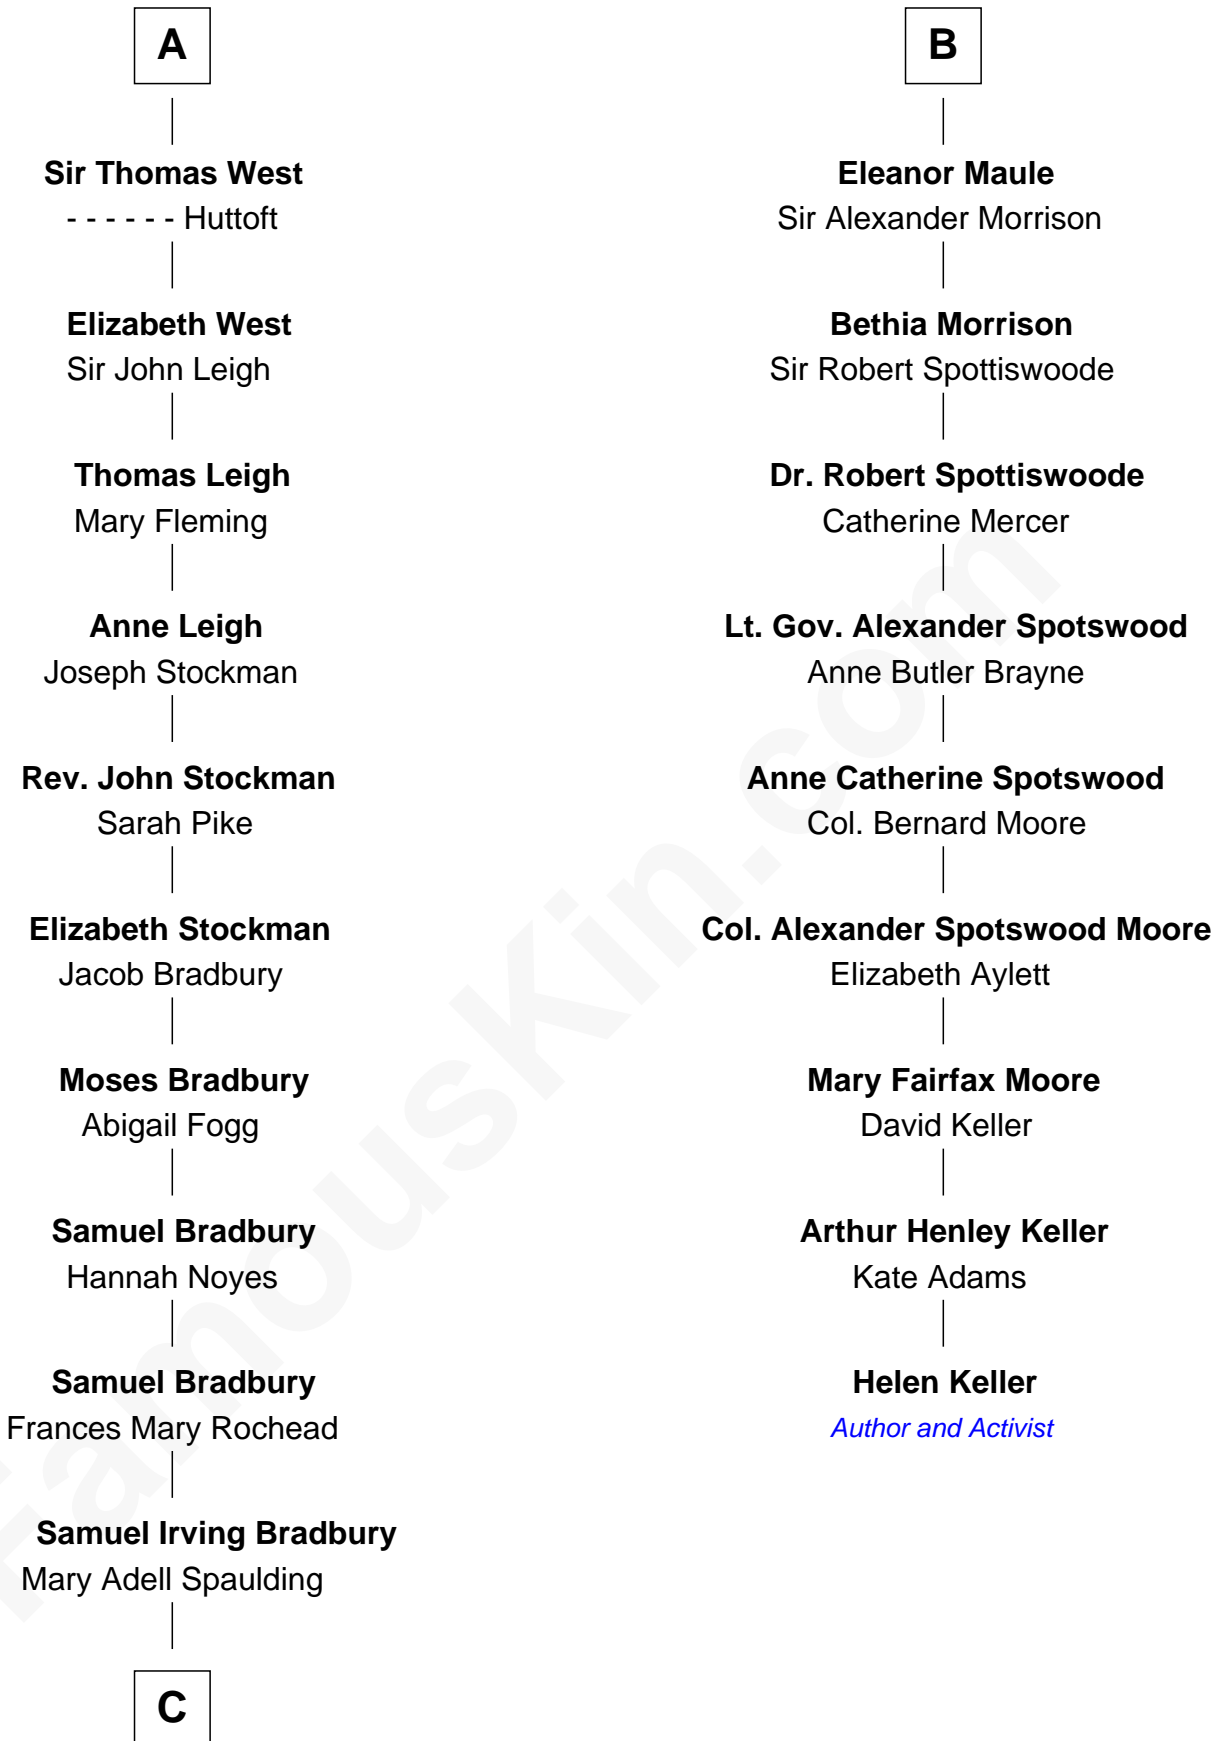 A
Sir Thomas West
- - - - - - Huttoft
Elizabeth West
Sir John Leigh
Thomas Leigh
Mary Fleming
Anne Leigh
Joseph Stockman
Rev. John Stockman
Sarah Pike
Elizabeth Stockman
Jacob Bradbury
Moses Bradbury
Abigail Fogg
Samuel Bradbury
Hannah Noyes
Samuel Bradbury
Frances Mary Rochead
Samuel Irving Bradbury
Mary Adell Spaulding
C
B
Eleanor Maule
Sir Alexander Morrison
Bethia Morrison
Sir Robert Spottiswoode
Dr. Robert Spottiswoode
Catherine Mercer
Lt. Gov. Alexander Spotswood
Anne Butler Brayne
Anne Catherine Spotswood
Col. Bernard Moore
Col. Alexander Spotswood Moore
Elizabeth Aylett
Mary Fairfax Moore
David Keller
Arthur Henley Keller
Kate Adams
Helen Keller
Author and Activist
FamousKin.com